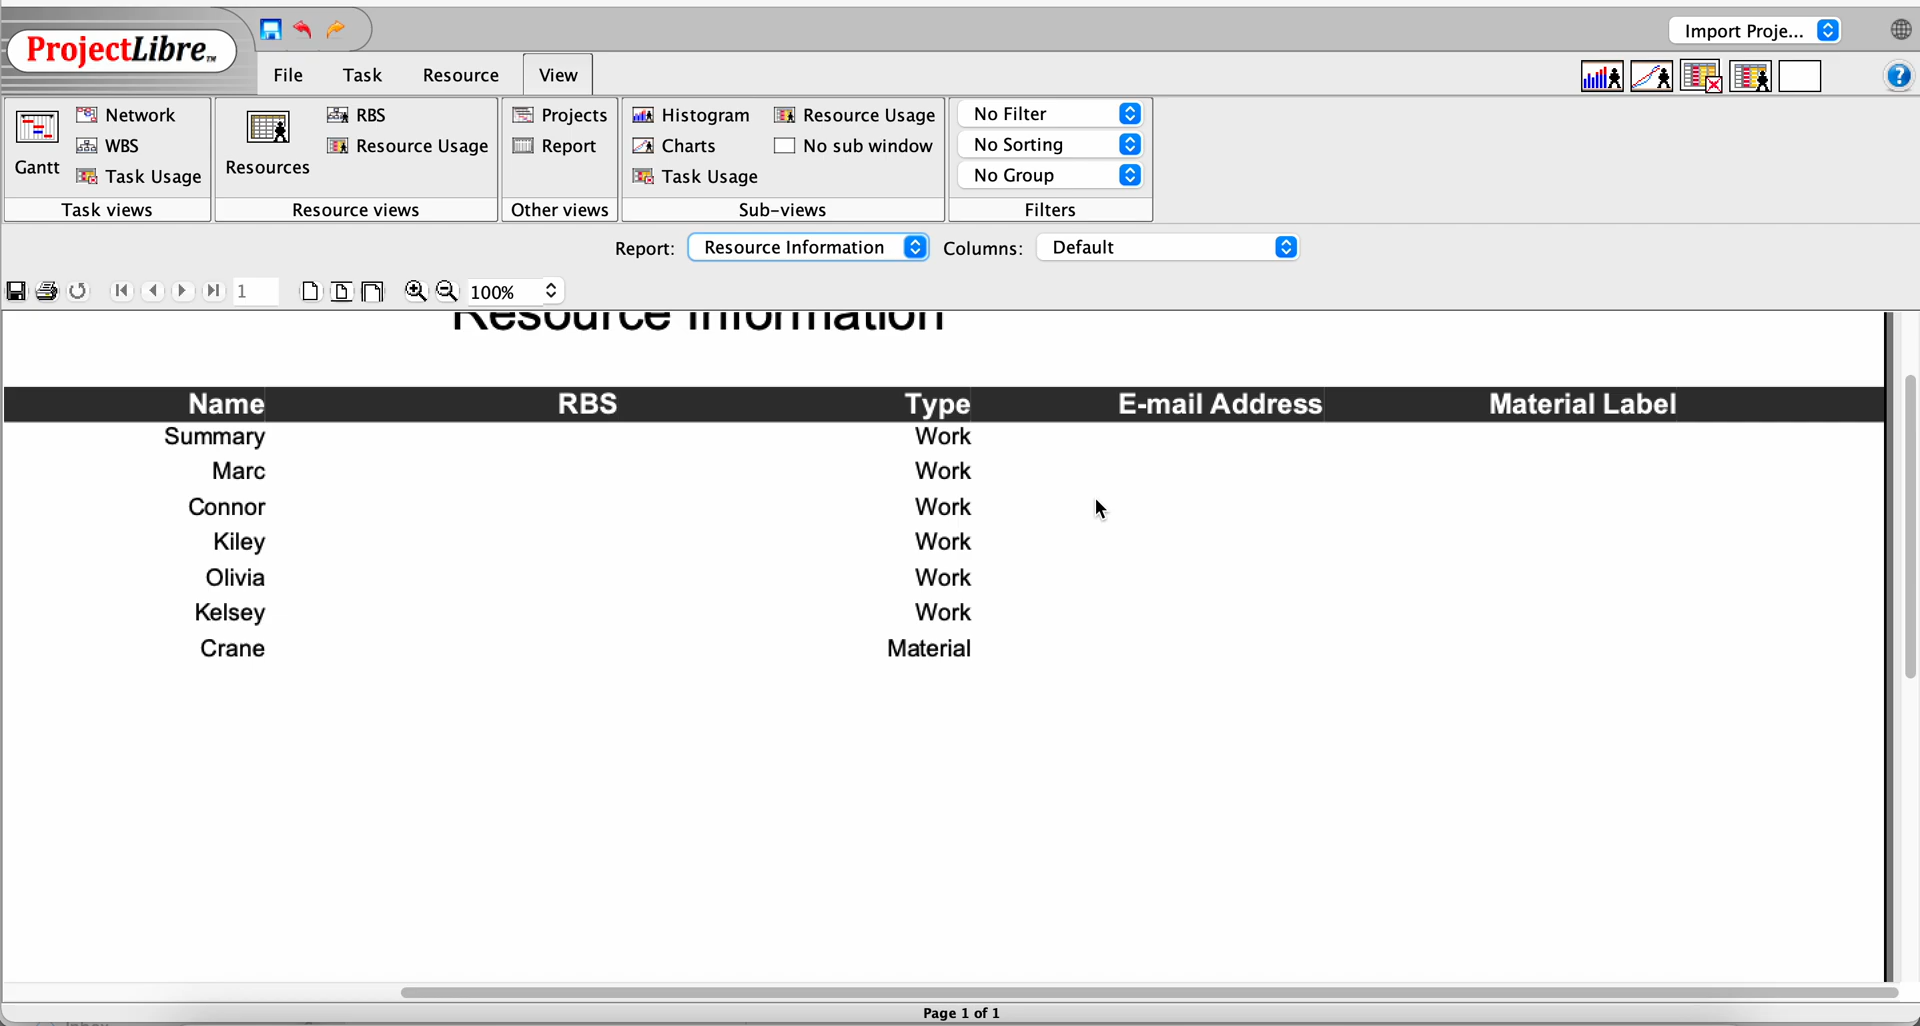 Import Proje...
ProjectLibre™
File Task Resource View
Gantt
Network
WBS
Task Usage
Task views
Resources
RBS
Resource Usage
Resource views
Projects
Report
Other views
Histogram
Charts
Task Usage
Resource Usage
No sub window
Sub-views
No Filter
No Sorting
No Group
Filters
Report: Resource Information Columns: Default
1 100%
Resource Information
Name RBS Type E-mail Address Material Label
Summary Work
Marc Work
Connor Work
Kiley Work
Olivia Work
Kelsey Work
Crane Material
Page 1 of 1